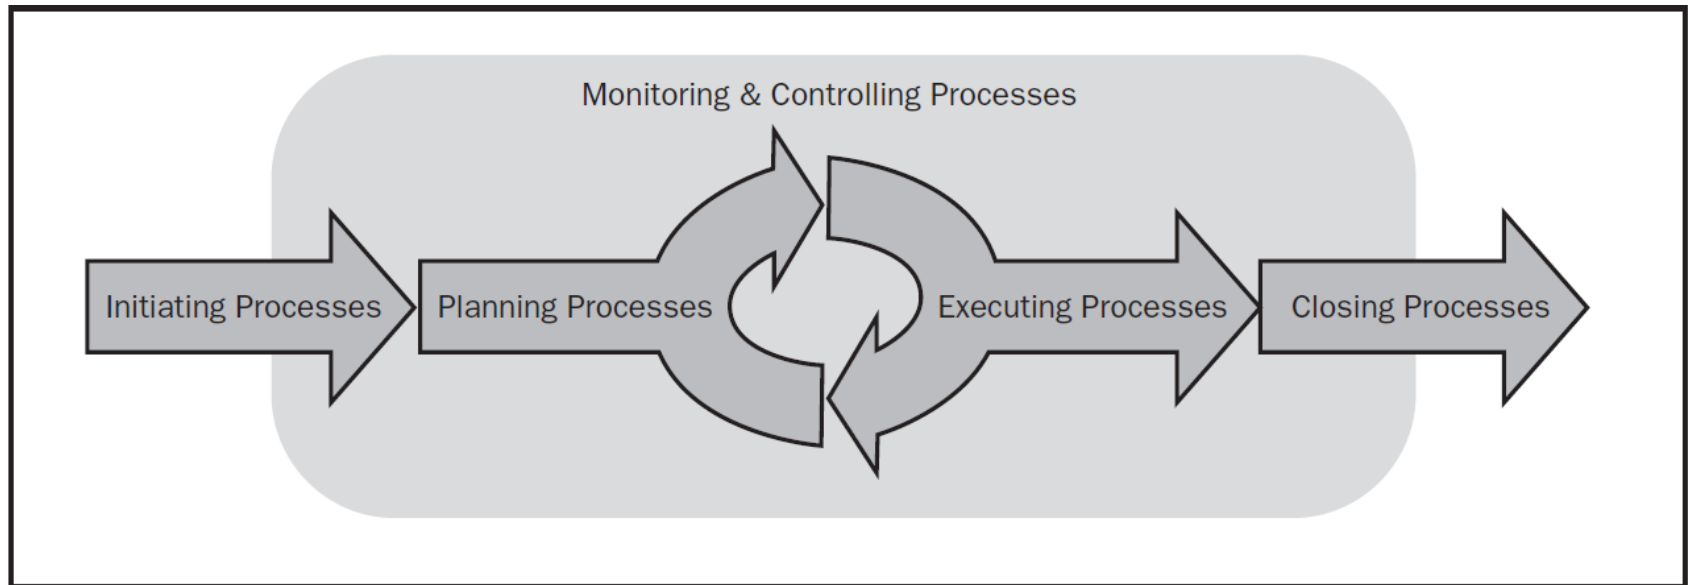 Monitoring & Controlling Processes
Initiating Processes
Planning Processes
Executing Processes
Closing Processes